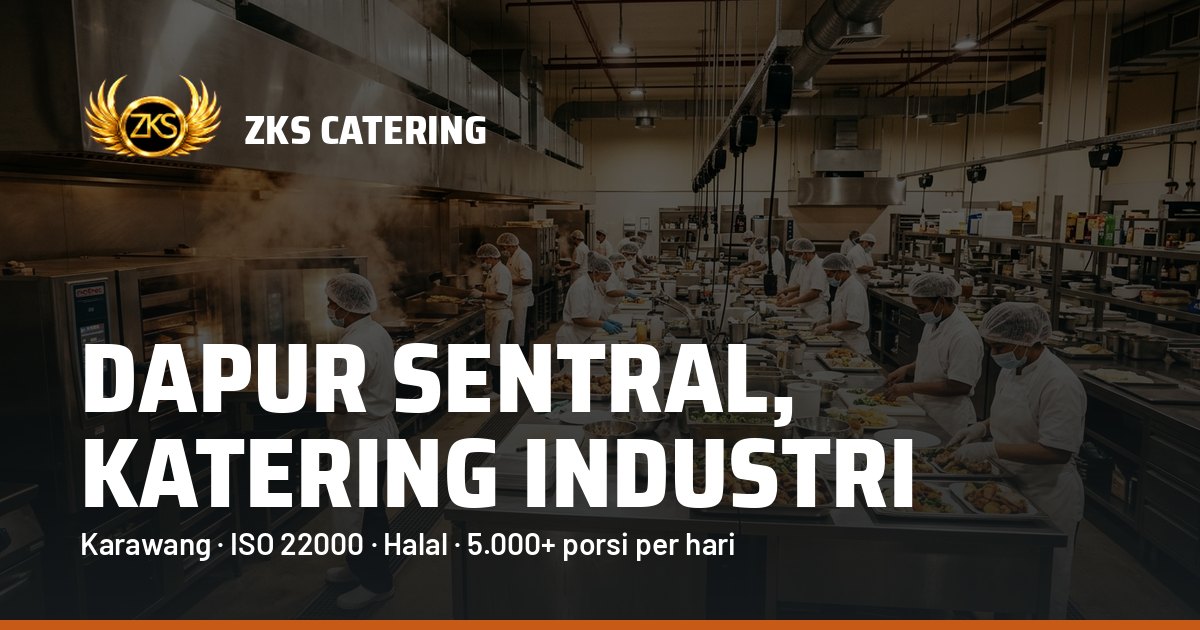 ZKS
ZKS CATERING
DAPUR SENTRAL,
KATERING INDUSTRI
Karawang · ISO 22000 · Halal · 5.000+ porsi per hari